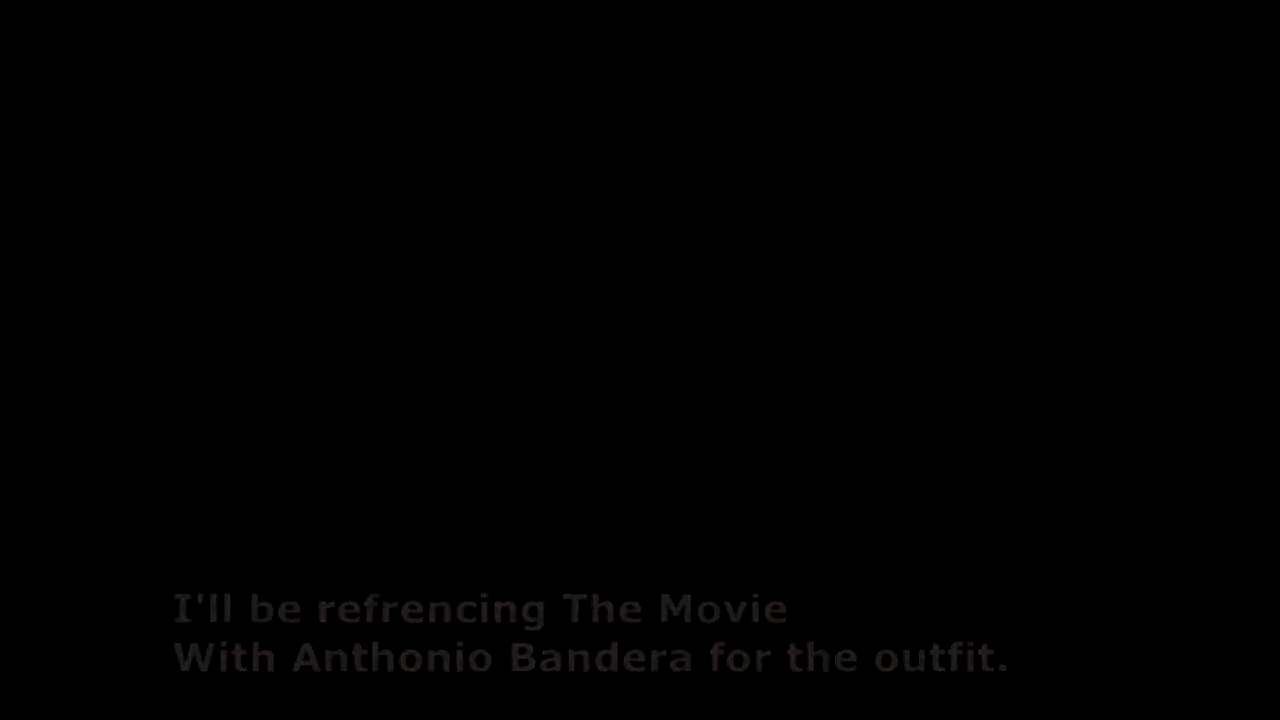 I'll be refrencing The Movie
With Anthonio Bandera for the outfit.